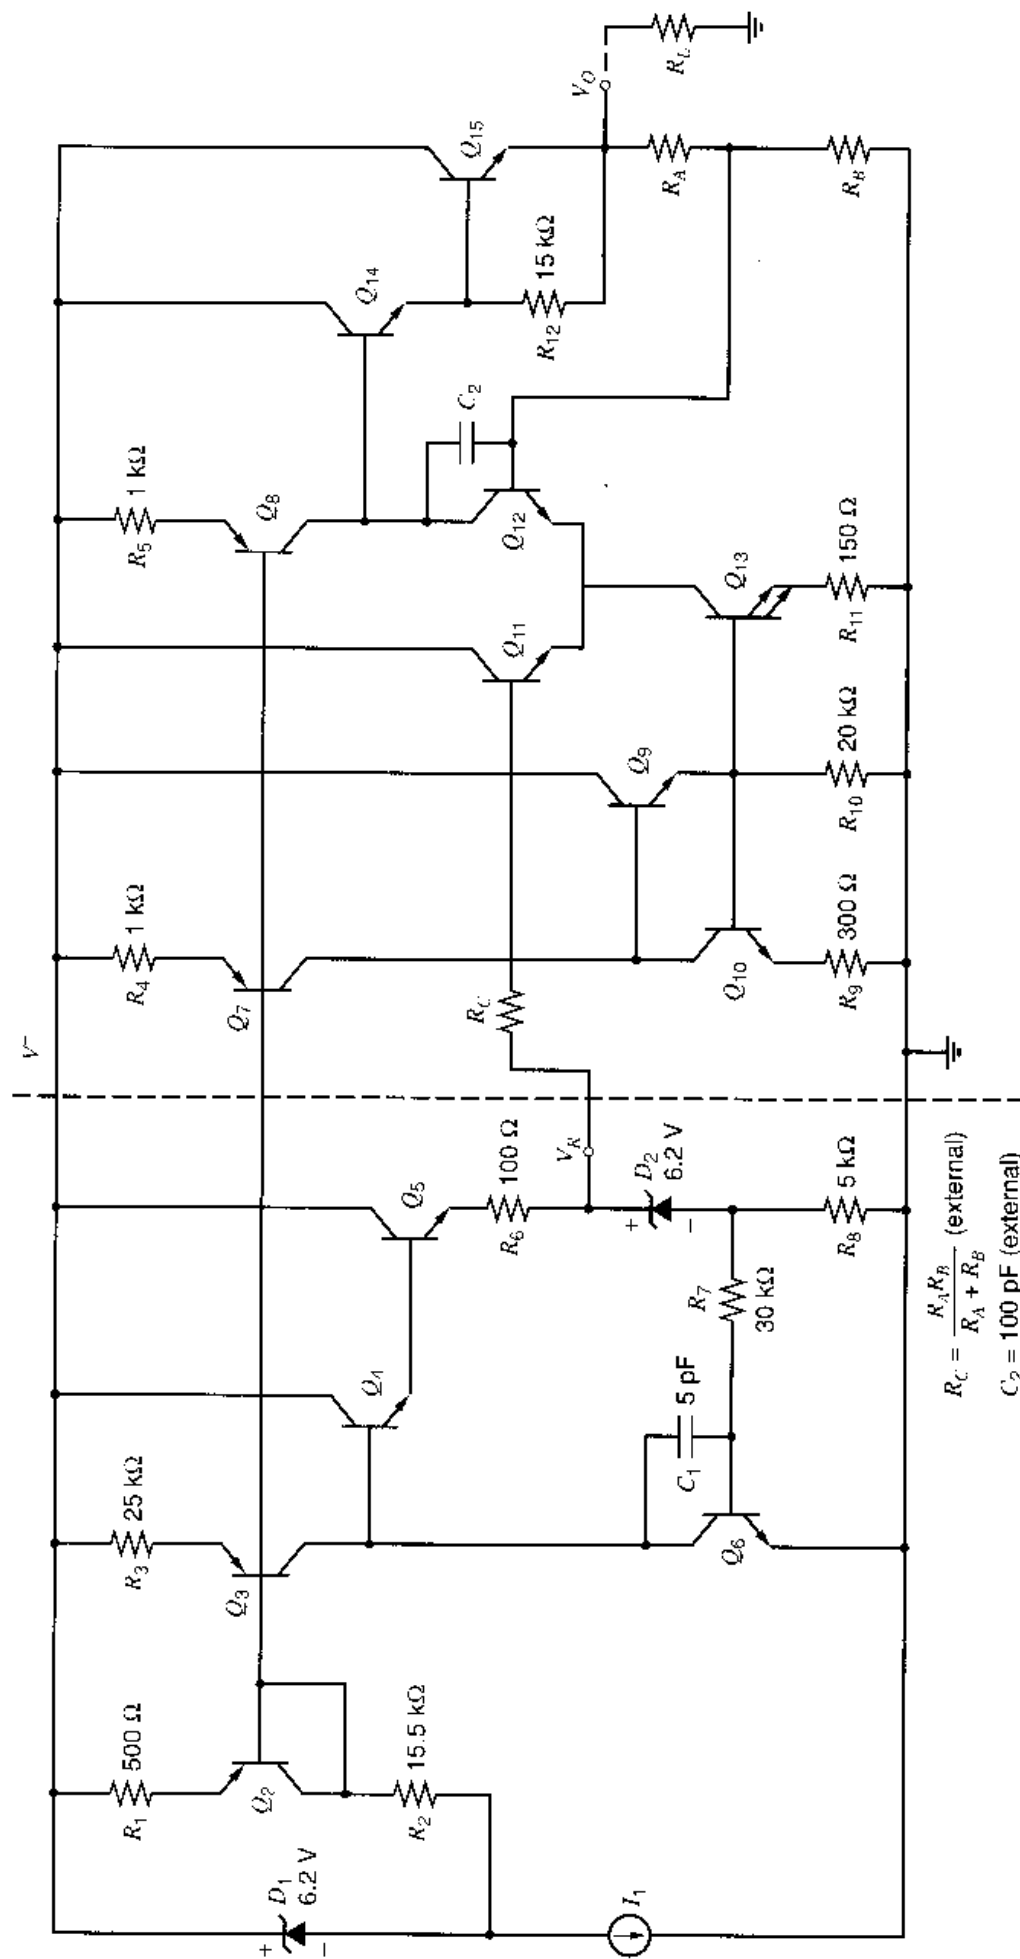 V⁻
D₁
6.2 V
I₁
R₁
500 Ω
Q₂
R₂
15.5 kΩ
R₃
25 kΩ
Q₃
Q₄
Q₅
R₆
100 Ω
V_R
D₂
6.2 V
C₁
5 pF
R₇
30 kΩ
Q₆
R₈
5 kΩ
R₄
1 kΩ
Q₇
R_C
Q₉
Q₁₀
R₉
300 Ω
R₁₀
20 kΩ
Q₁₁
R₅
1 kΩ
Q₈
C₂
Q₁₂
Q₁₃
R₁₁
150 Ω
Q₁₄
R₁₂
15 kΩ
Q₁₅
V_O
R_A
R_B
R_L
R_C = R_A R_B / (R_A + R_B) (external)
C₂ = 100 pF (external)